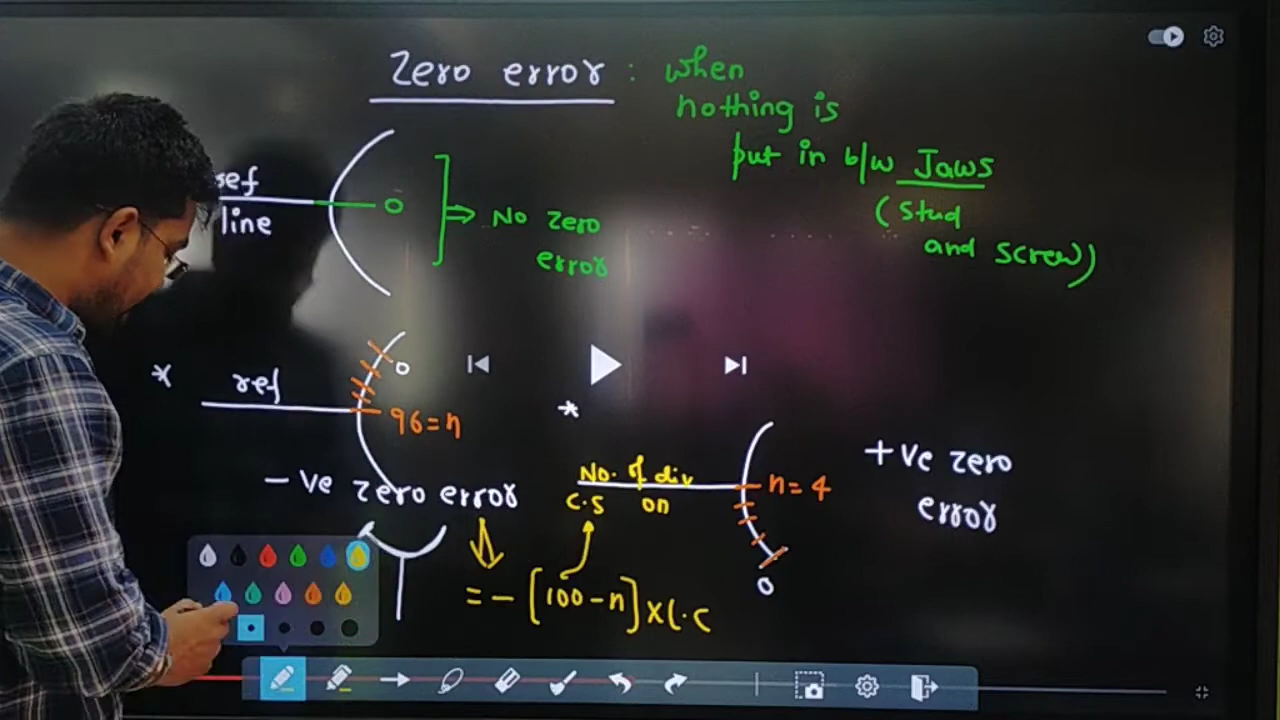 Zero error : when
nothing is
put in b/w Jaws
(Stud
and screw)
ref
line
0
No zero
error
* ref
0
96=n
- ve zero error
*
No. of div
C.S on
n=4
0
+ve zero
error
= - [100-n] x L.C